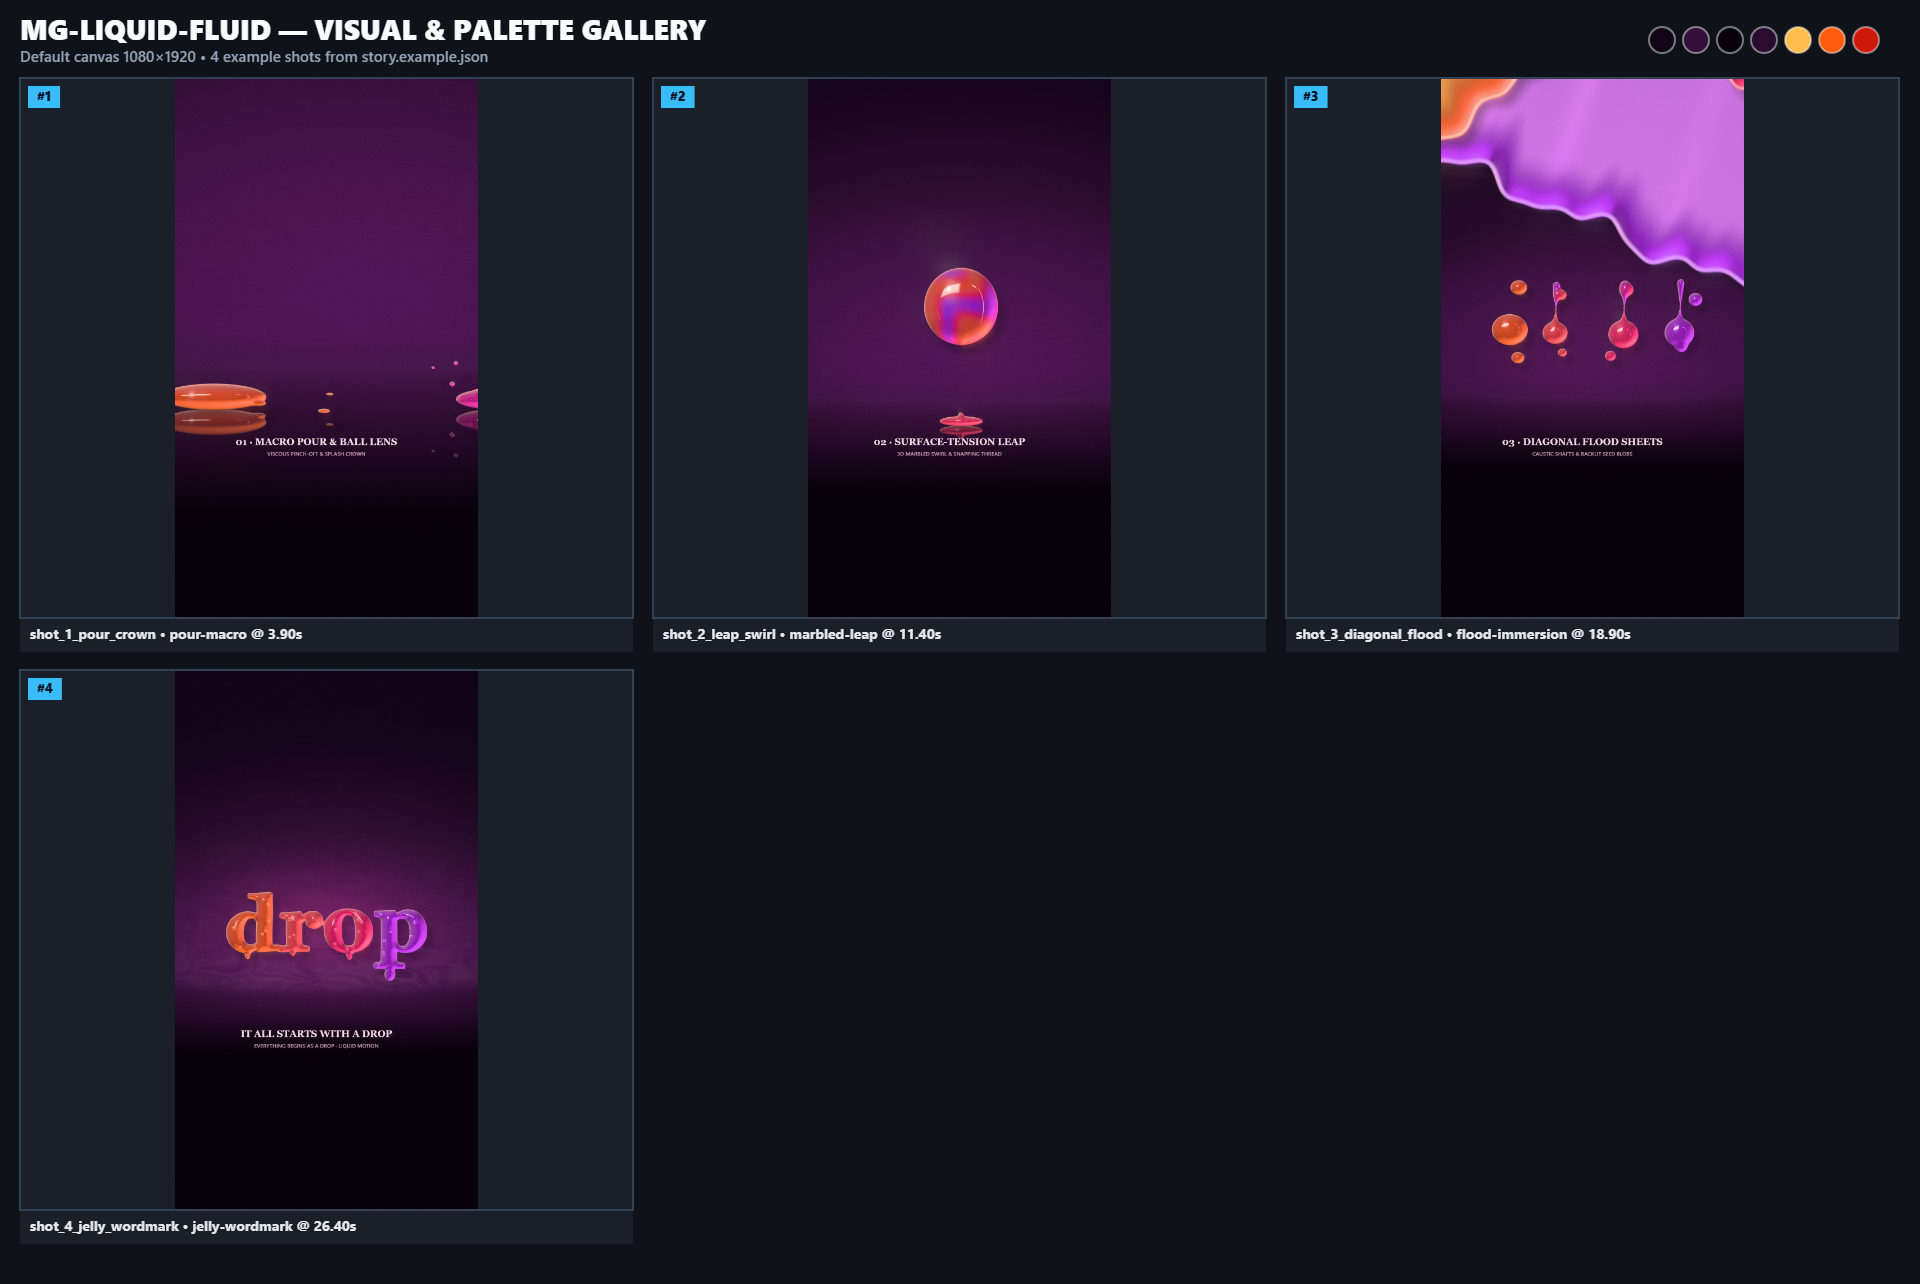 MG-LIQUID-FLUID — VISUAL & PALETTE GALLERY
Default canvas 1080×1920 • 4 example shots from story.example.json
#1
01 · MACRO POUR & BALL LENS
VISCOUS PINCH-OFF & SPLASH CROWN
shot_1_pour_crown • pour-macro @ 3.90s
#2
02 · SURFACE-TENSION LEAP
3D MARBLED SWIRL & SNAPPING THREAD
shot_2_leap_swirl • marbled-leap @ 11.40s
#3
03 · DIAGONAL FLOOD SHEETS
CAUSTIC SHAFTS & BACKLIT SEED BLOBS
shot_3_diagonal_flood • flood-immersion @ 18.90s
#4
drop
IT ALL STARTS WITH A DROP
EVERYTHING BEGINS AS A DROP · LIQUID MOTION
shot_4_jelly_wordmark • jelly-wordmark @ 26.40s